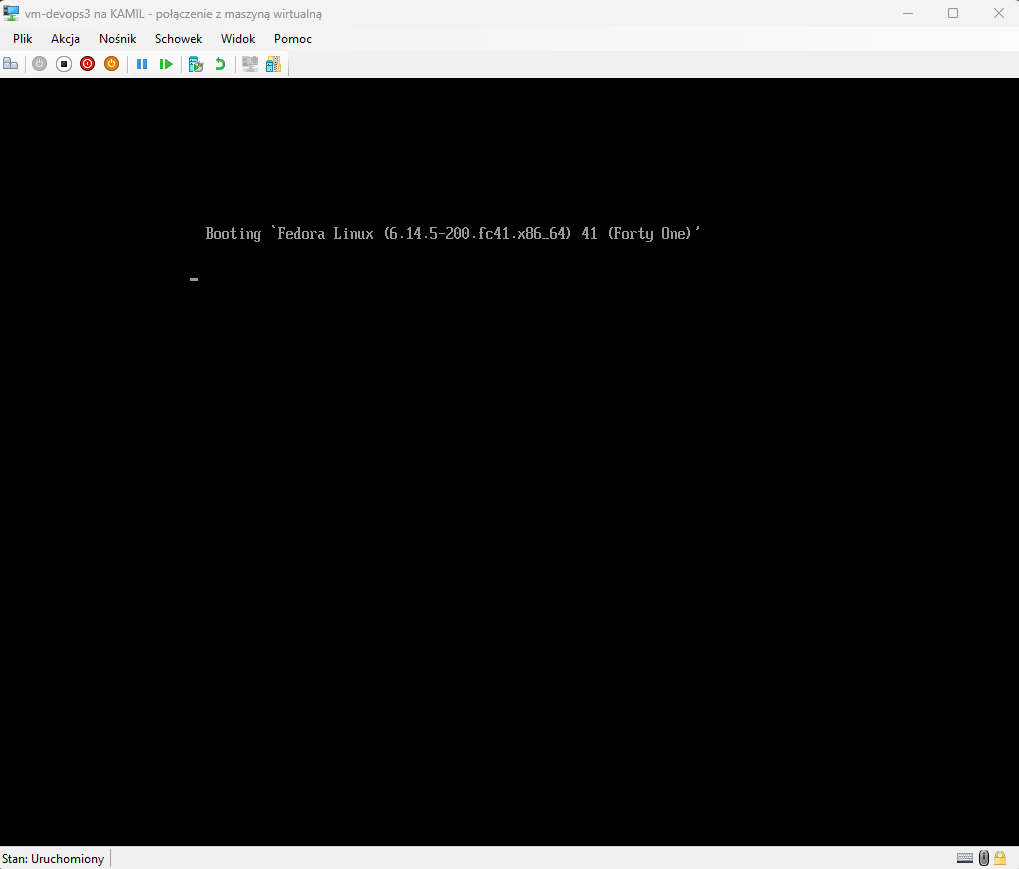 vm-devops3 na KAMIL - połączenie z maszyną wirtualną
Plik Akcja Nośnik Schowek Widok Pomoc
Booting `Fedora Linux (6.14.5-200.fc41.x86_64) 41 (Forty One)'
Stan: Uruchomiony